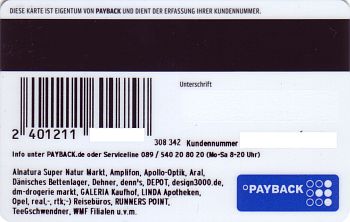 DIESE KARTE IST EIGENTUM VON PAYBACK UND DIENT DER ERFASSUNG IHRER KUNDENNUMMER.
Unterschrift
2 401211
308 342 Kundennummer
Info unter PAYBACK.de oder Serviceline 089 / 540 20 80 20 (Mo-Sa 8-20 Uhr)
Alnatura Super Natur Markt, Amplifon, Apollo-Optik, Aral,
Dänisches Bettenlager, Dehner, denn's, DEPOT, design3000.de,
dm-drogerie markt, GALERIA Kaufhof, LINDA Apotheken,
Opel, real,-, rtk;-) Reisebüro, RUNNERS POINT,
TeeGschwendner, WMF Filialen u.v.m.
PAYBACK